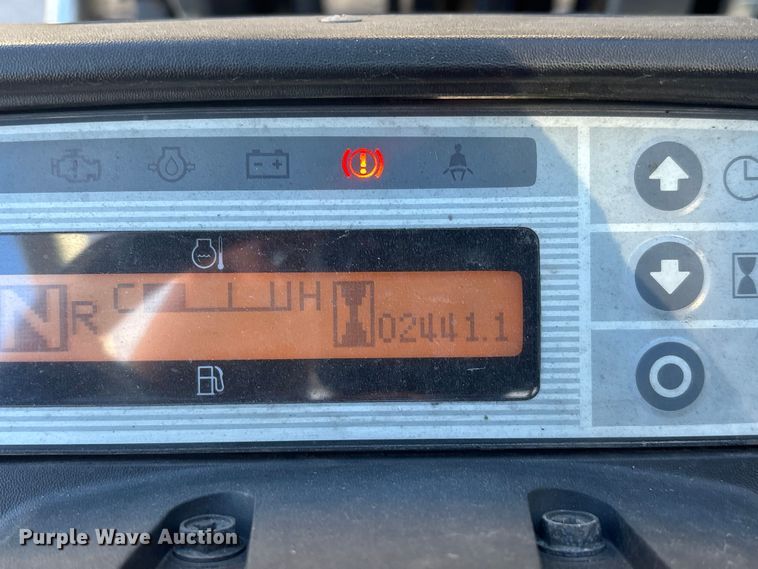 N R C H 02441.1
Purple Wave Auction